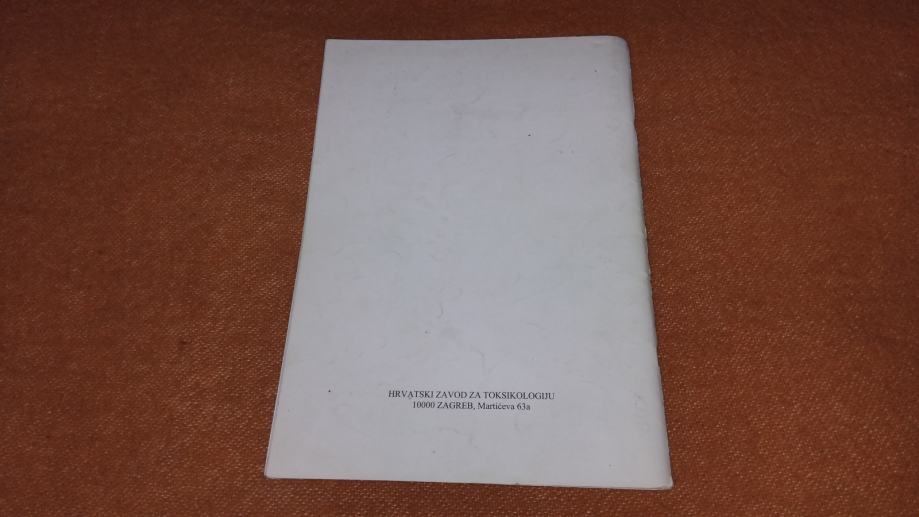 HRVATSKI ZAVOD ZA TOKSIKOLOGIJU
10000 ZAGREB, Martićeva 63a